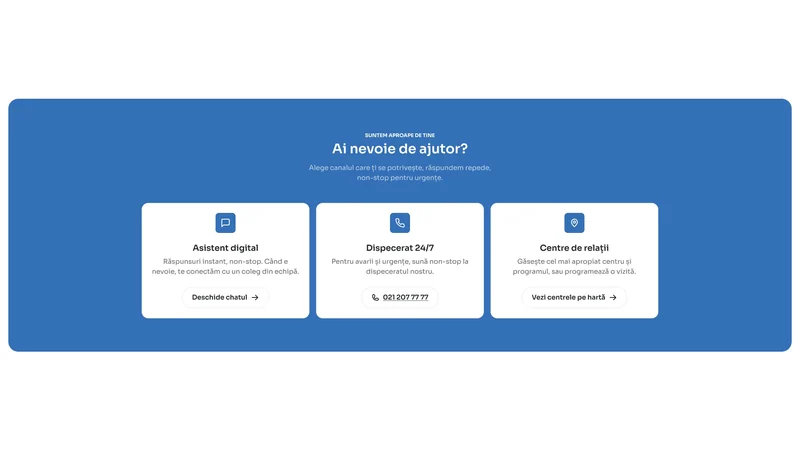 SUNTEM APROAPE DE TINE
Ai nevoie de ajutor?
Alege canalul care ți se potrivește, răspundem repede,
non-stop pentru urgențe.
Asistent digital
Răspunsuri instant, non-stop. Când e
nevoie, te conectăm cu un coleg din echipă.
Deschide chatul
Dispecerat 24/7
Pentru avarii și urgențe, sună non-stop la
dispeceratul nostru.
021 207 77 77
Centre de relații
Găsește cel mai apropiat centru și
programul, sau programează o vizită.
Vezi centrele pe hartă